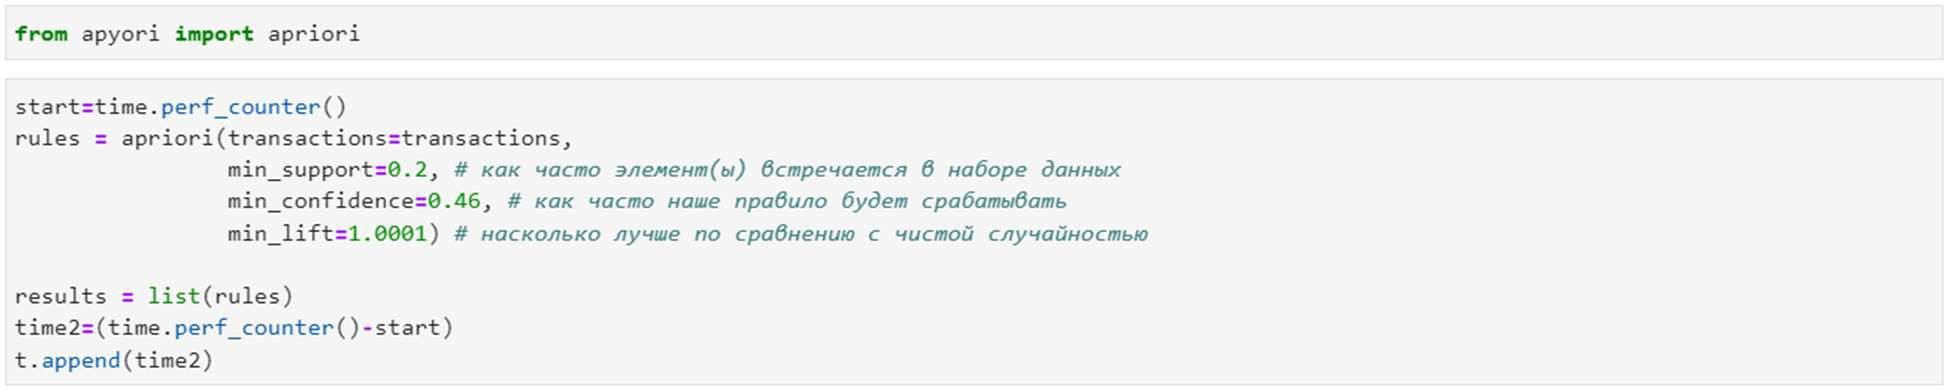 from apyori import apriori
start=time.perf_counter()
rules = apriori(transactions=transactions,
min_support=0.2, # как часто элемент(ы) встречается в наборе данных
min_confidence=0.46, # как часто наше правило будет срабатывать
min_lift=1.0001) # насколько лучше по сравнению с чистой случайностью
results = list(rules)
time2=(time.perf_counter()-start)
t.append(time2)